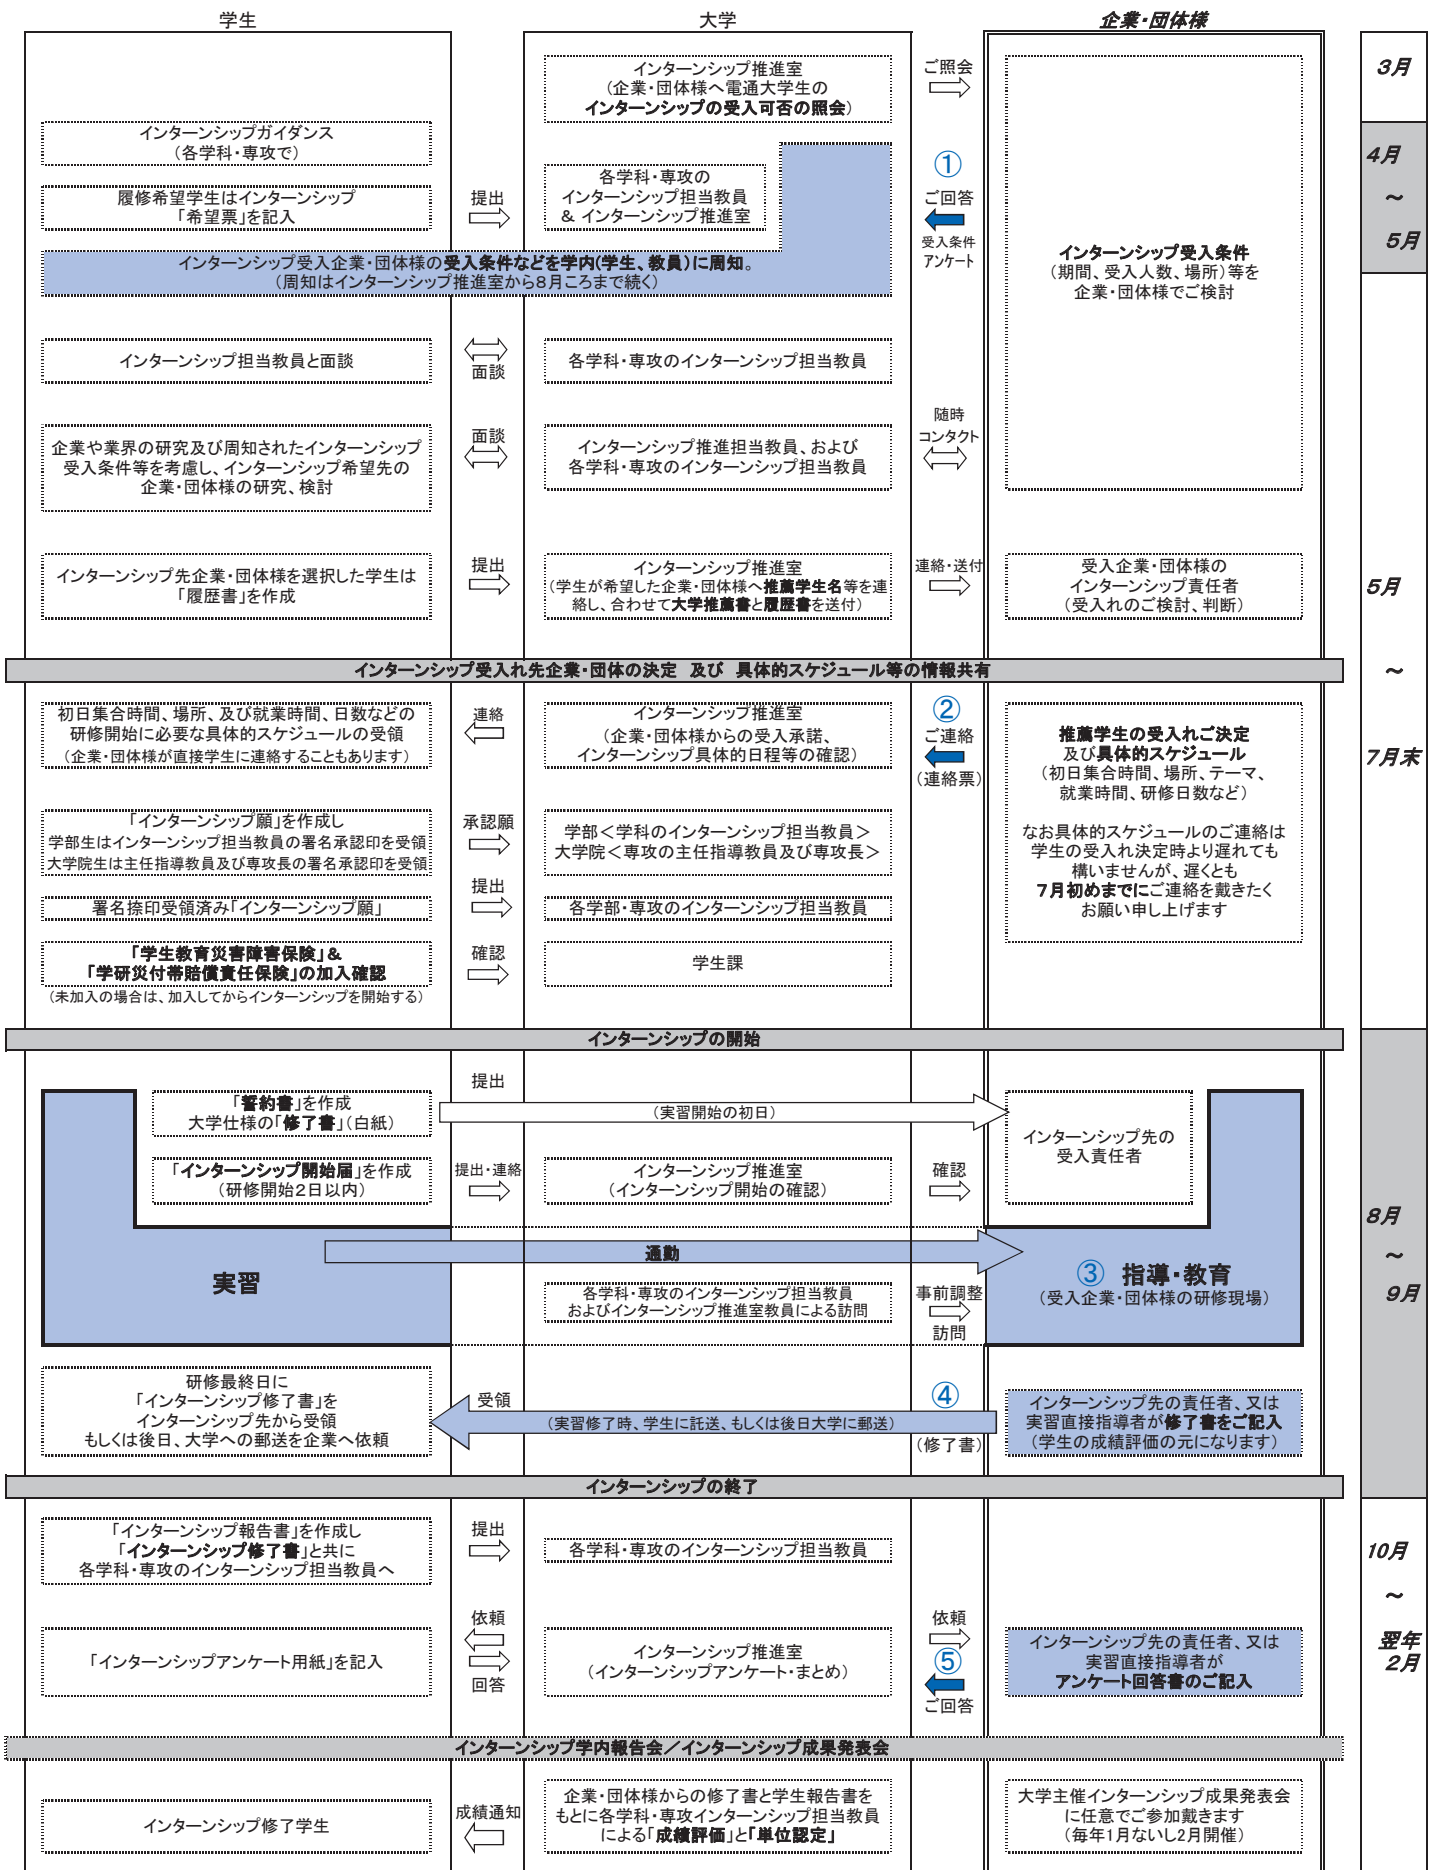 学生
大学
企業・団体様
3月
インターンシップ推進室
(企業・団体様へ電通大学生の
インターンシップの受入可否の照会)
ご照会
インターンシップガイダンス
(各学科・専攻で)
4月
～
5月
履修希望学生はインターンシップ
「希望票」を記入
提出
各学科・専攻の
インターンシップ担当教員
& インターンシップ推進室
①
ご回答
受入条件
アンケート
インターンシップ受入条件
(期間、受入人数、場所)等を
企業・団体様でご検討
インターンシップ受入企業・団体様の受入条件などを学内(学生、教員)に周知。
(周知はインターンシップ推進室から8月ころまで続く)
インターンシップ担当教員と面談
面談
各学科・専攻のインターンシップ担当教員
企業や業界の研究及び周知されたインターンシップ
受入条件等を考慮し、インターンシップ希望先の
企業・団体様の研究、検討
面談
インターンシップ推進担当教員、および
各学科・専攻のインターンシップ担当教員
随時
コンタクト
インターンシップ先企業・団体様を選択した学生は
「履歴書」を作成
提出
インターンシップ推進室
(学生が希望した企業・団体様へ推薦学生名等を連
絡し、合わせて大学推薦書と履歴書を送付)
連絡・送付
受入企業・団体様の
インターンシップ責任者
(受入れのご検討、判断)
5月
～
7月末
インターンシップ受入れ先企業・団体の決定 及び 具体的スケジュール等の情報共有
初日集合時間、場所、及び就業時間、日数などの
研修開始に必要な具体的スケジュールの受領
(企業・団体様が直接学生に連絡することもあります)
連絡
インターンシップ推進室
(企業・団体様からの受入承諾、
インターンシップ具体的日程等の確認)
②
ご連絡
(連絡票)
推薦学生の受入れご決定
及び具体的スケジュール
(初日集合時間、場所、テーマ、
就業時間、研修日数など)
なお具体的スケジュールのご連絡は
学生の受入れ決定時より遅れても
構いませんが、遅くとも
7月初めまでにご連絡を戴きたく
お願い申し上げます
「インターンシップ願」を作成し
学部生はインターンシップ担当教員の署名承認印を受領
大学院生は主任指導教員及び専攻長の署名承認印を受領
承認願
学部<学科のインターンシップ担当教員>
大学院<専攻の主任指導教員及び専攻長>
署名捺印受領済み「インターンシップ願」
提出
各学部・専攻のインターンシップ担当教員
「学生教育災害障害保険」&
「学研災付帯賠償責任保険」の加入確認
(未加入の場合は、加入してからインターンシップを開始する)
確認
学生課
インターンシップの開始
「誓約書」を作成
大学仕様の「修了書」(白紙)
提出
(実習開始の初日)
インターンシップ先の
受入責任者
「インターンシップ開始届」を作成
(研修開始2日以内)
提出・連絡
インターンシップ推進室
(インターンシップ開始の確認)
確認
8月
～
9月
通勤
実習
各学科・専攻のインターンシップ担当教員
およびインターンシップ推進室教員による訪問
事前調整
訪問
③ 指導・教育
(受入企業・団体様の研修現場)
研修最終日に
「インターンシップ修了書」を
インターンシップ先から受領
もしくは後日、大学への郵送を企業へ依頼
受領
(実習修了時、学生に託送、もしくは後日大学に郵送)
④
(修了書)
インターンシップ先の責任者、又は
実習直接指導者が修了書をご記入
(学生の成績評価の元になります)
インターンシップの終了
「インターンシップ報告書」を作成し
「インターンシップ修了書」と共に
各学科・専攻のインターンシップ担当教員へ
提出
各学科・専攻のインターンシップ担当教員
10月
～
翌年
2月
「インターンシップアンケート用紙」を記入
依頼
回答
インターンシップ推進室
(インターンシップアンケート・まとめ)
依頼
⑤
ご回答
インターンシップ先の責任者、又は
実習直接指導者が
アンケート回答書のご記入
インターンシップ学内報告会／インターンシップ成果発表会
インターンシップ修了学生
成績通知
企業・団体様からの修了書と学生報告書を
もとに各学科・専攻インターンシップ担当教員
による「成績評価」と「単位認定」
大学主催インターンシップ成果発表会
に任意でご参加戴きます
(毎年1月ないし2月開催)